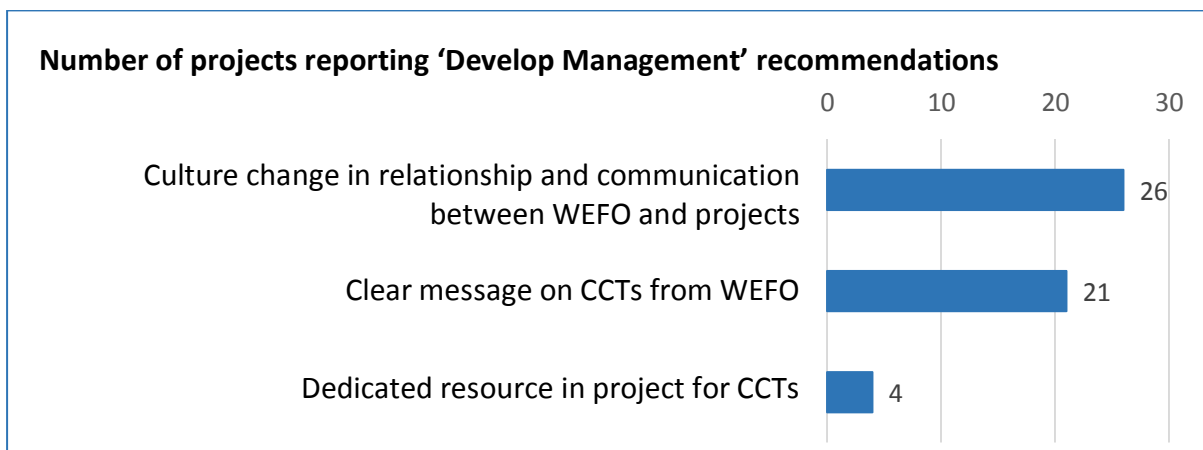 Number of projects reporting ‘Develop Management’ recommendations
0 10 20 30
Culture change in relationship and communication
between WEFO and projects
26
Clear message on CCTs from WEFO
21
Dedicated resource in project for CCTs
4